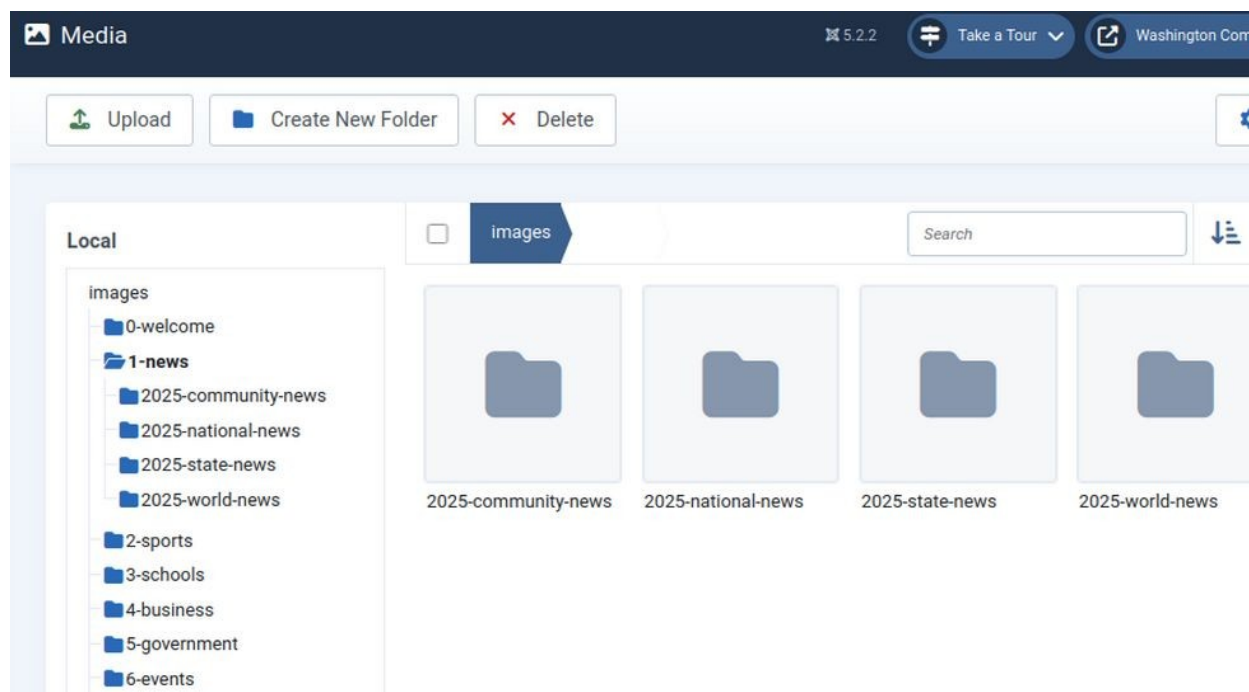 Media
5.2.2
Take a Tour
Washington
Upload
Create New Folder
Delete
Local
images
0-welcome
1-news
2025-community-news
2025-national-news
2025-state-news
2025-world-news
2-sports
3-schools
4-business
5-government
6-events
images
Search
2025-community-news
2025-national-news
2025-state-news
2025-world-news